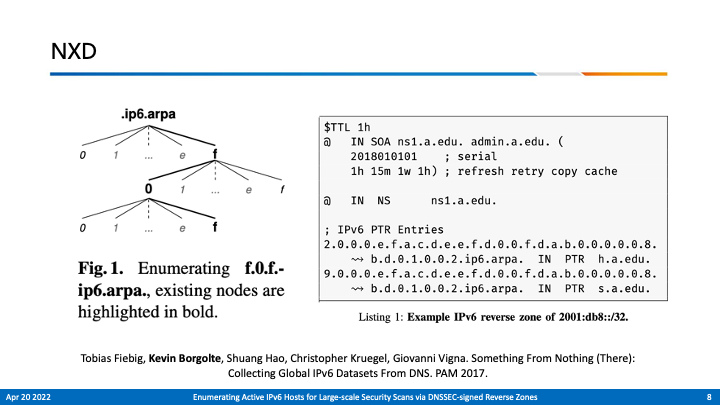 NXD
.ip6.arpa
0 1 ... e f
0 1 ... e f
0 1 ... e f
Fig. 1. Enumerating f.0.f.-
ip6.arpa., existing nodes are
highlighted in bold.
$TTL 1h
@ IN SOA ns1.a.edu. admin.a.edu. (
2018010101 ; serial
1h 15m 1w 1h) ; refresh retry copy cache
@ IN NS ns1.a.edu.
; IPv6 PTR Entries
2.0.0.0.e.f.a.c.d.e.e.f.d.0.0.f.d.a.b.0.0.0.0.0.8.
⤳ b.d.0.1.0.0.2.ip6.arpa. IN PTR h.a.edu.
9.0.0.0.e.f.a.c.d.e.e.f.d.0.0.f.d.a.b.0.0.0.0.0.8.
⤳ b.d.0.1.0.0.2.ip6.arpa. IN PTR s.a.edu.
Listing 1: Example IPv6 reverse zone of 2001:db8::/32.
Tobias Fiebig, Kevin Borgolte, Shuang Hao, Christopher Kruegel, Giovanni Vigna. Something From Nothing (There):
Collecting Global IPv6 Datasets From DNS. PAM 2017.
Apr 20 2022 Enumerating Active IPv6 Hosts for Large-scale Security Scans via DNSSEC-signed Reverse Zones 8